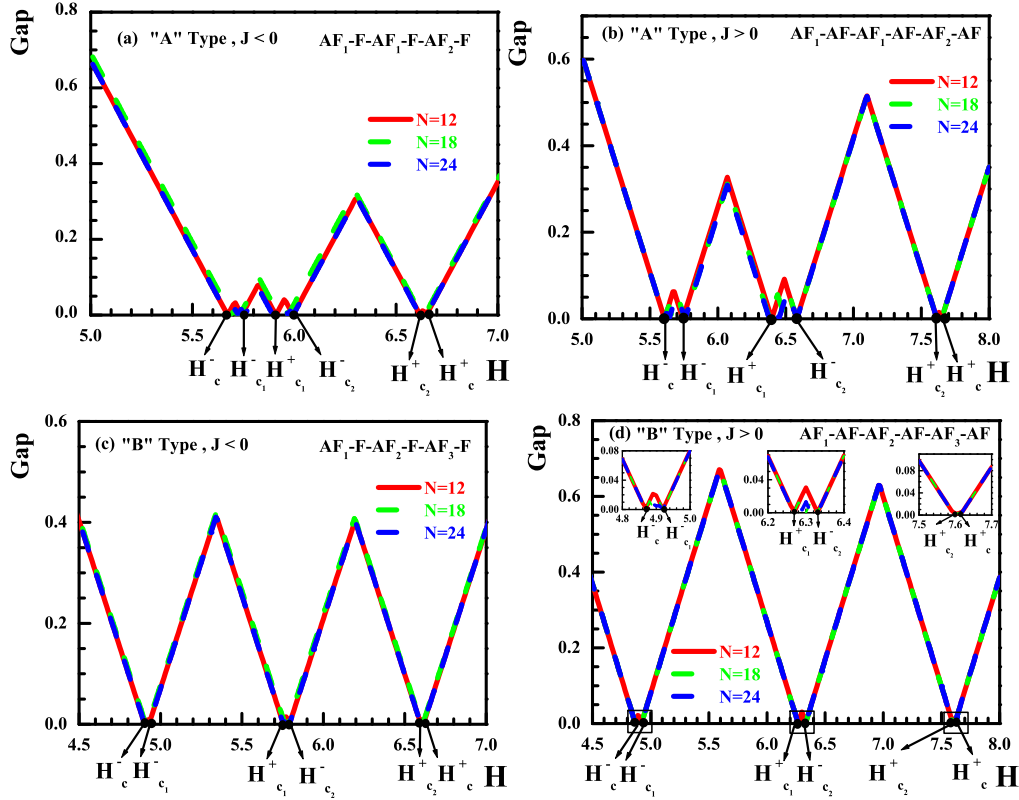 Gap
(a) "A" Type , J < 0 AF₁-F-AF₁-F-AF₂-F
N=12
N=18
N=24
0.8
0.6
0.4
0.2
0.0
5.0 5.5 6.0 6.5 7.0
H⁻c H⁻c₁ H⁺c₁ H⁻c₂ H⁺c₂ H⁺c H
Gap
(b) "A" Type , J > 0 AF₁-AF-AF₁-AF-AF₂-AF
N=12
N=18
N=24
0.6
0.4
0.2
0.0
5.0 5.5 6.0 6.5 7.0 7.5 8.0
H⁻c H⁻c₁ H⁺c₁ H⁻c₂ H⁺c₂ H⁺c H
Gap
(c) "B" Type , J < 0 AF₁-F-AF₂-F-AF₃-F
N=12
N=18
N=24
0.6
0.4
0.2
0.0
4.5 5.0 5.5 6.0 6.5 7.0
H⁻c H⁻c₁ H⁺c₁ H⁻c₂ H⁺c₂ H⁺c H
Gap
(d) "B" Type , J > 0 AF₁-AF-AF₂-AF-AF₃-AF
0.08
0.04
0.00
4.8 4.9 5.0
H⁻c H⁻c₁
0.08
0.04
0.00
6.2 6.3 6.4
H⁺c₁ H⁻c₂
0.08
0.04
0.00
7.5 7.6 7.7
H⁺c₂ H⁺c
N=12
N=18
N=24
0.8
0.6
0.4
0.2
0.0
4.5 5.0 5.5 6.0 6.5 7.0 7.5 8.0
H⁻c H⁻c₁ H⁺c₁ H⁻c₂ H⁺c₂ H⁺c H